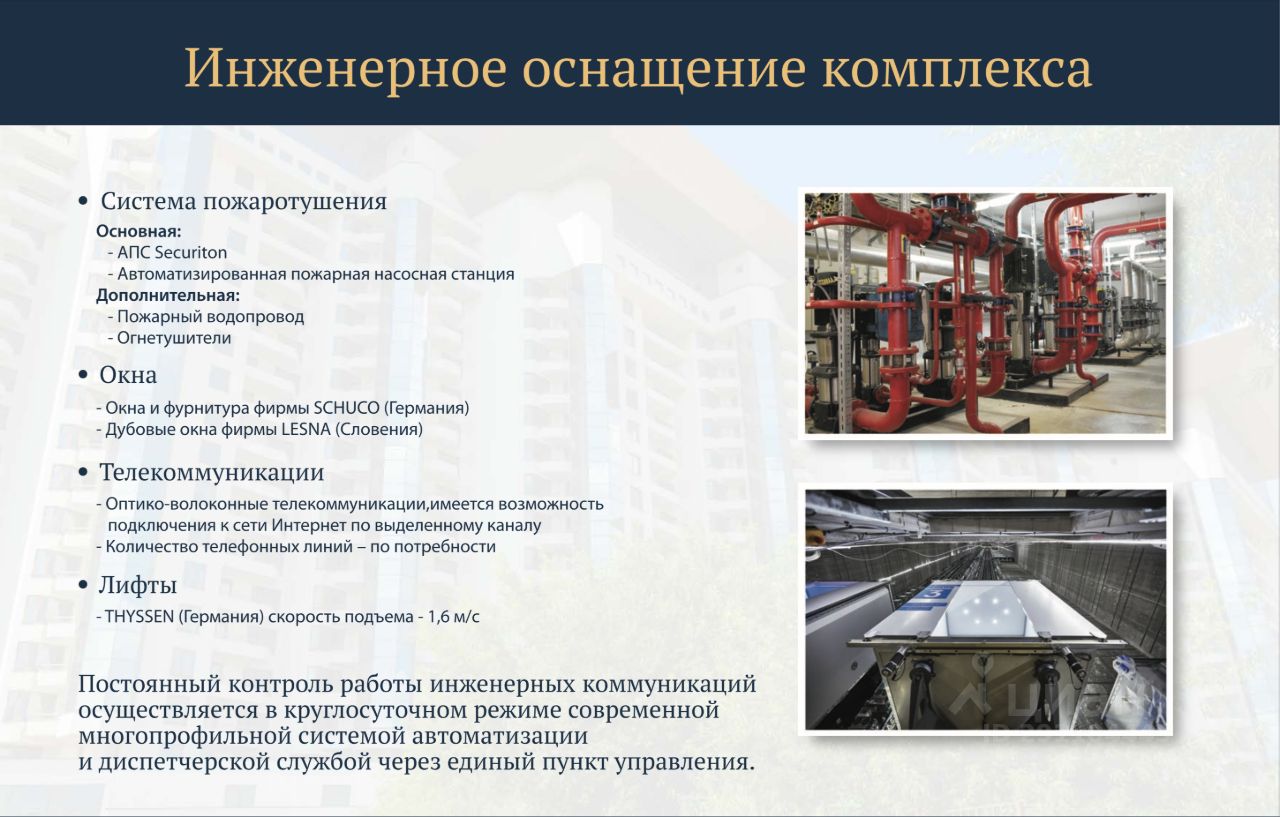 Инженерное оснащение комплекса
• Система пожаротушения
Основная:
- АПС Securiton
- Автоматизированная пожарная насосная станция
Дополнительная:
- Пожарный водопровод
- Огнетушители
• Окна
- Окна и фурнитура фирмы SCHUCO (Германия)
- Дубовые окна фирмы LESNA (Словения)
• Телекоммуникации
- Оптико-волоконные телекоммуникации,имеется возможность
подключения к сети Интернет по выделенному каналу
- Количество телефонных линий – по потребности
• Лифты
- THYSSEN (Германия) скорость подъема - 1,6 м/с
Постоянный контроль работы инженерных коммуникаций
осуществляется в круглосуточном режиме современной
многопрофильной системой автоматизации
и диспетчерской службой через единый пункт управления.
3